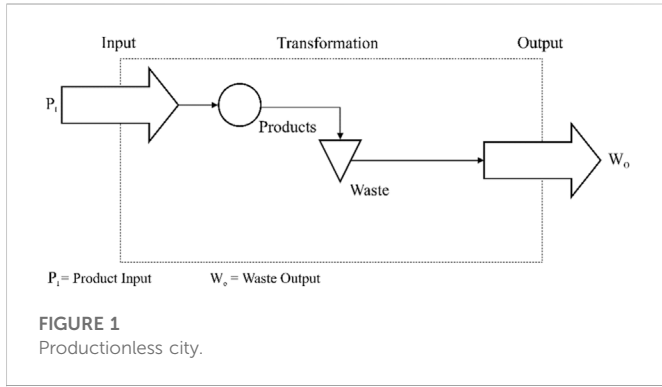 Input Transformation Output
Pᵢ
Products
Wₒ
Waste
Pᵢ= Product Input Wₒ = Waste Output
FIGURE 1
Productionless city.